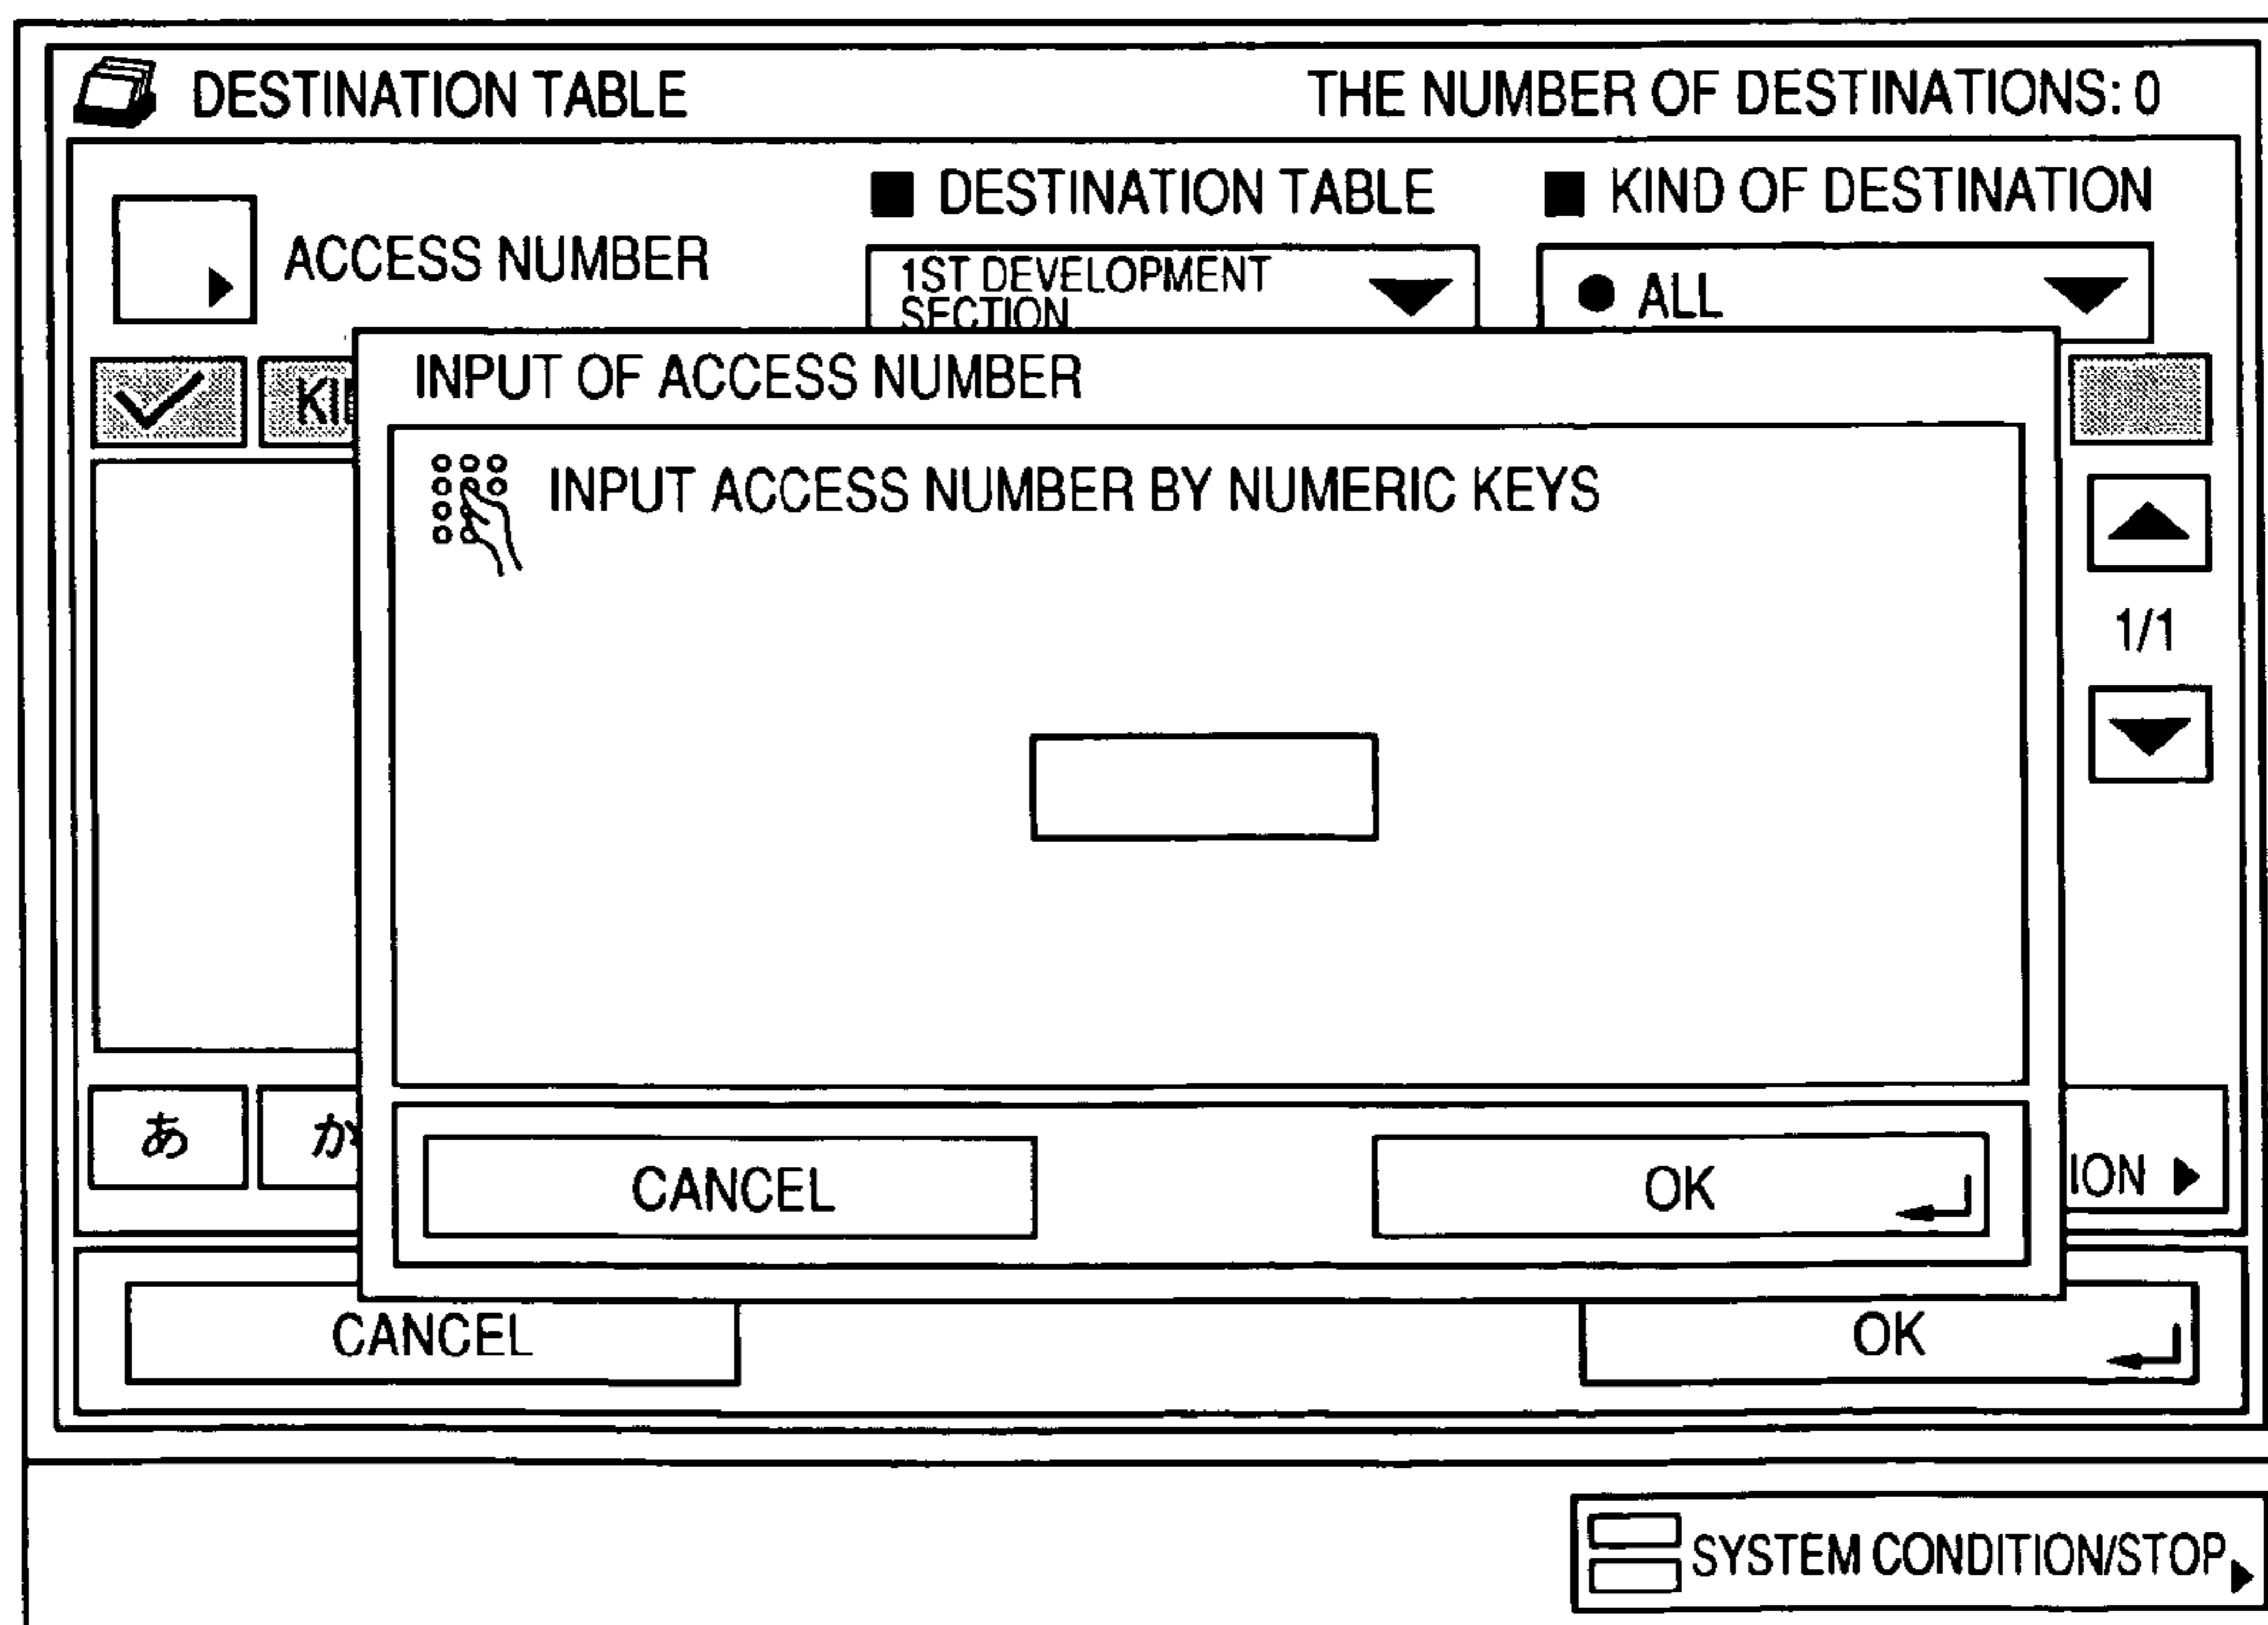 DESTINATION TABLE
THE NUMBER OF DESTINATIONS: 0
ACCESS NUMBER
■ DESTINATION TABLE
■ KIND OF DESTINATION
1ST DEVELOPMENT
SECTION
● ALL
INPUT OF ACCESS NUMBER
INPUT ACCESS NUMBER BY NUMERIC KEYS
1/1
あ
か
ION
CANCEL
OK
CANCEL
OK
SYSTEM CONDITION/STOP